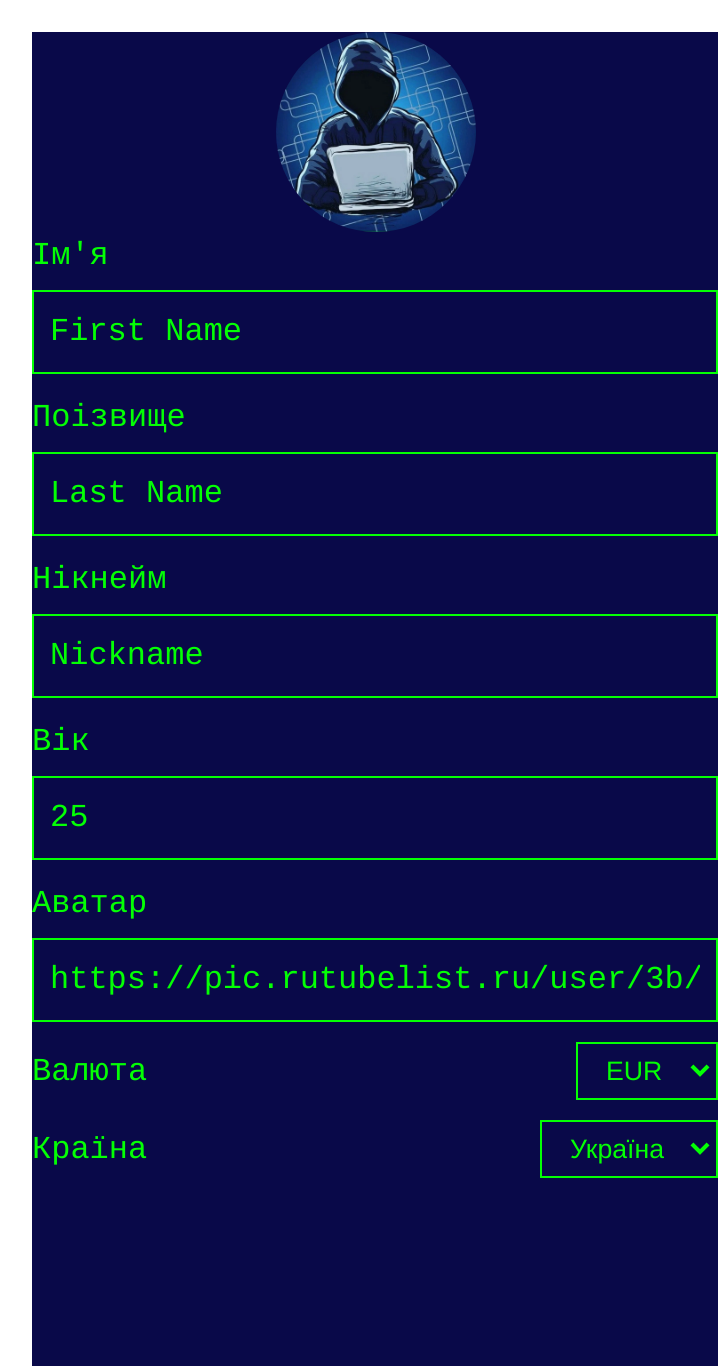 Ім'я
First Name
Поізвище
Last Name
Нікнейм
Nickname
Вік
25
Аватар
https://pic.rutubelist.ru/user/3b/
Валюта EUR
Країна Україна